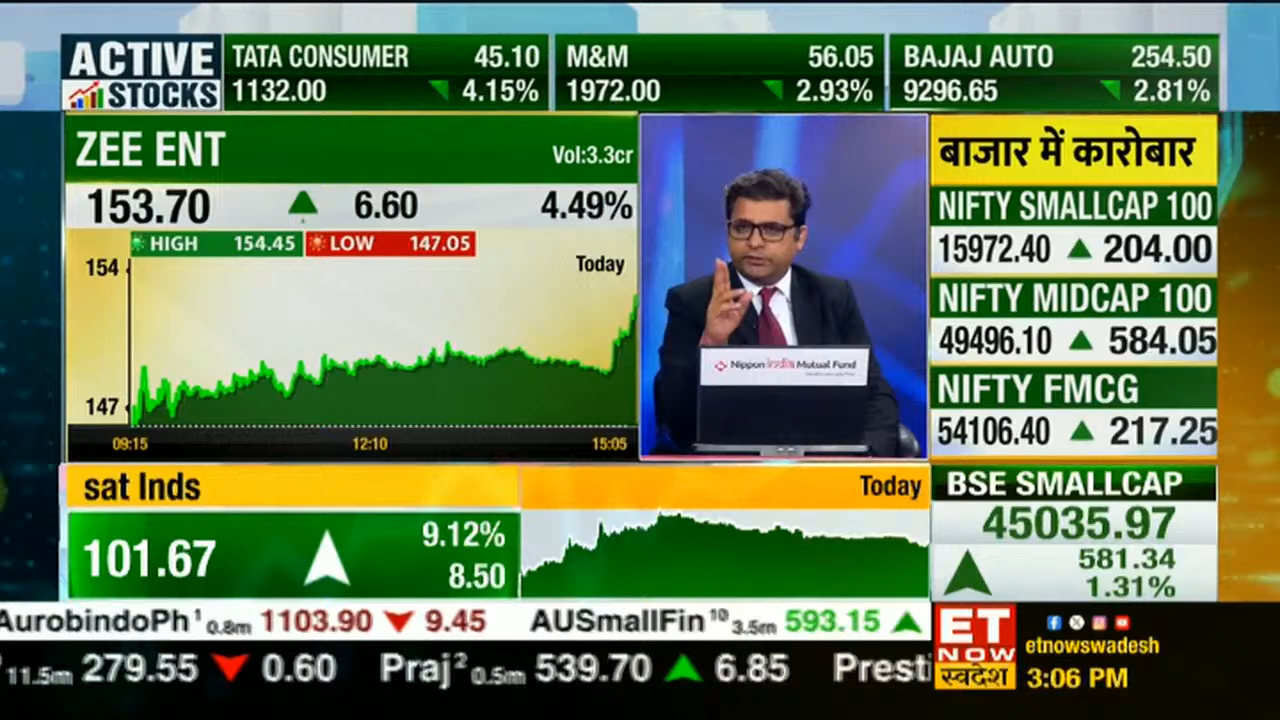 ACTIVE STOCKS
TATA CONSUMER 45.10
1132.00 4.15%
M&M 56.05
1972.00 2.93%
BAJAJ AUTO 254.50
9296.65 2.81%
ZEE ENT Vol:3.3cr
153.70 6.60 4.49%
HIGH 154.45 LOW 147.05
Today
154
147
09:15 12:10 15:05
Nippon india Mutual Fund
बाजार में कारोबार
NIFTY SMALLCAP 100
15972.40 204.00
NIFTY MIDCAP 100
49496.10 584.05
NIFTY FMCG
54106.40 217.25
sat Inds Today
101.67 9.12%
8.50
BSE SMALLCAP
45035.97
581.34
1.31%
AurobindoPh 1 0.8m 1103.90 9.45 AUSmallFin 10 3.5m 593.15
11.5m 279.55 0.60 Praj 2 0.5m 539.70 6.85 Presti
ET
NOW
स्वदेश
etnowswadesh
3:06 PM